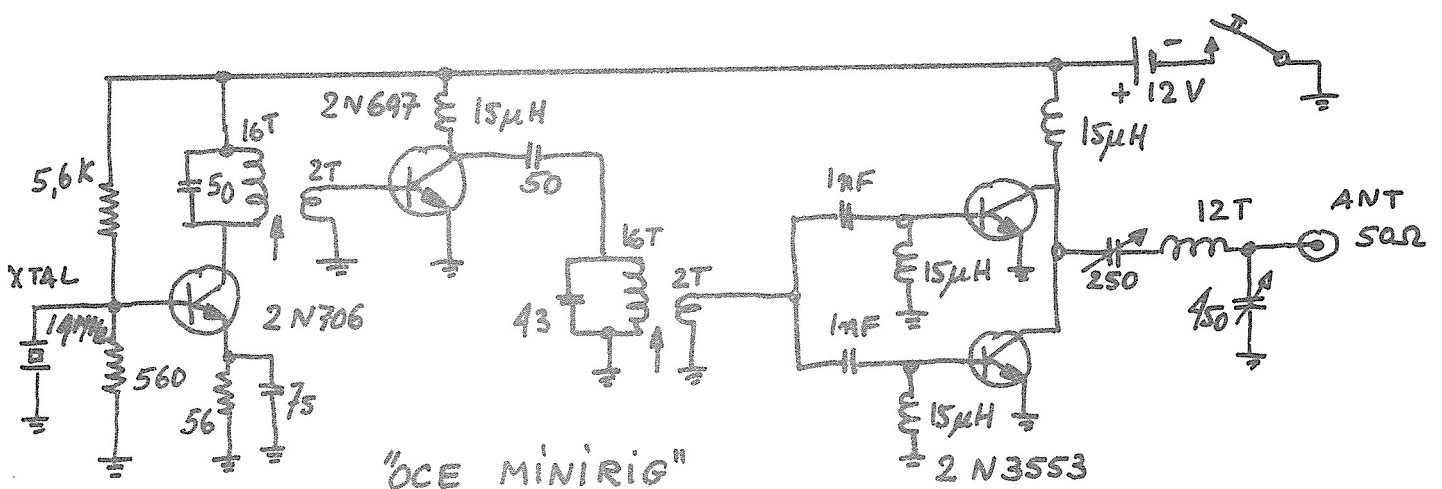 2N697
15µH
- 
+ 12V
15µH
16T
5,6K
50
2T
50
1nF
12T
ANT
50Ω
XTAL
14MHz
2N706
16T
43
2T
15µH
250
450
1nF
560
56
75
15µH
"OCE MINIRIG"
2N3553